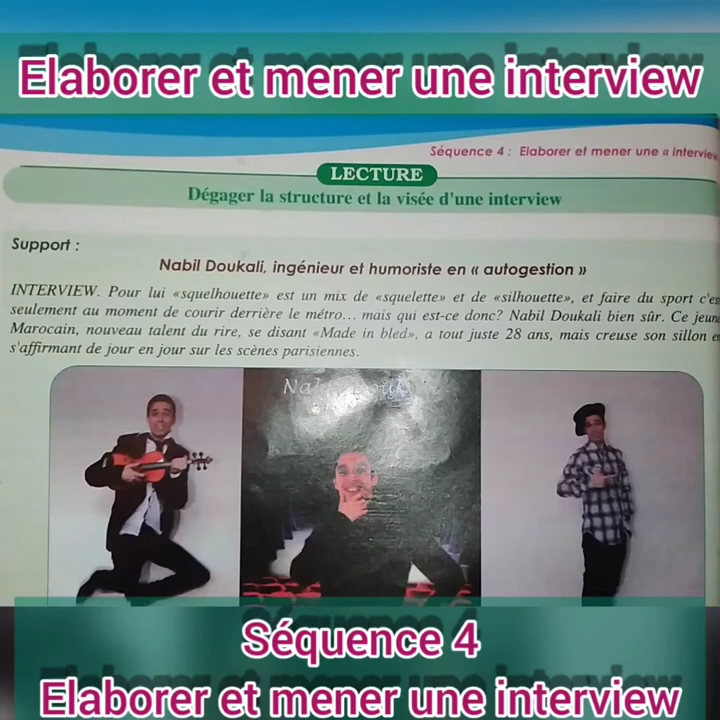 Elaborer et mener une interview
Séquence 4 : Elaborer et mener une « interview
LECTURE
Dégager la structure et la visée d'une interview
Support :
Nabil Doukali, ingénieur et humoriste en « autogestion »
INTERVIEW. Pour lui «squelhouette» est un mix de «squelette» et de «silhouette», et faire du sport c'es
seulement au moment de courir derrière le métro... mais qui est-ce donc? Nabil Doukali bien sûr. Ce jeun
Marocain, nouveau talent du rire, se disant «Made in bled», a tout juste 28 ans, mais creuse son sillon e
s'affirmant de jour en jour sur les scènes parisiennes.
Séquence 4
Elaborer et mener une interview